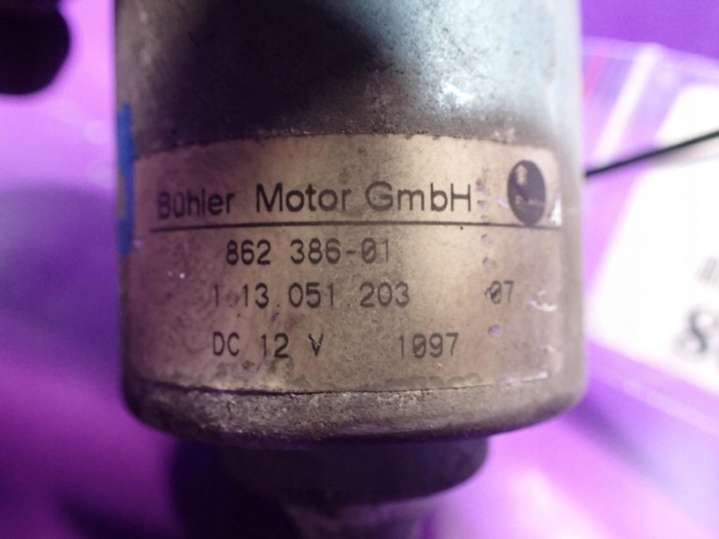 Bühler Motor GmbH
862 386-01
1.13.051.203 07
DC 12 V 1097